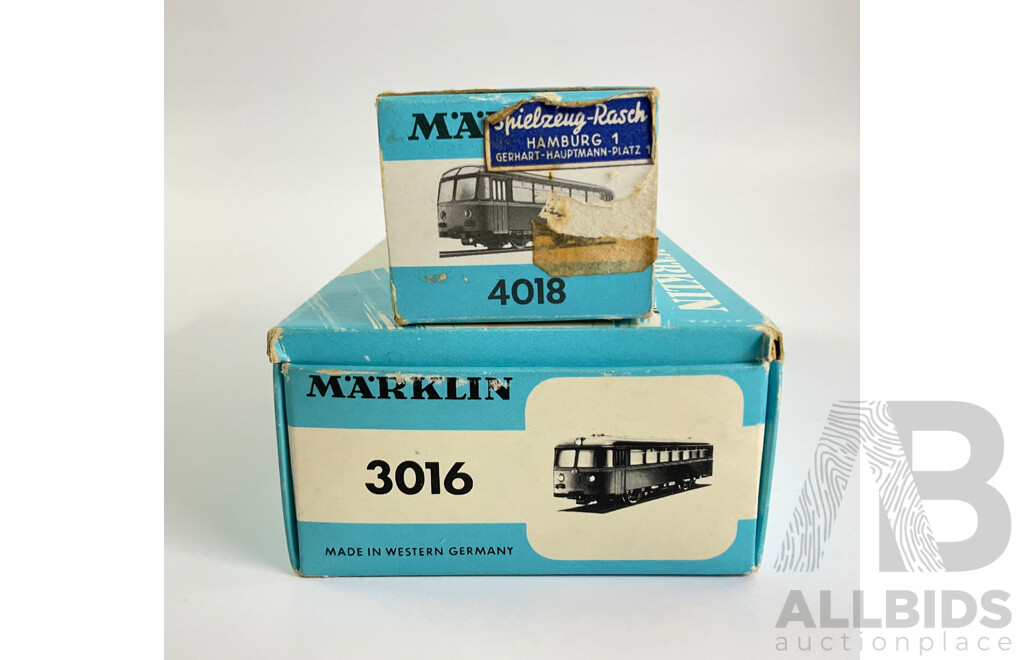 MÄ
Spielzeug-Rasch
HAMBURG 1
GERHART-HAUPTMANN-PLATZ 1
4018
MÄRKLIN
MÄRKLIN
3016
MADE IN WESTERN GERMANY
AB
ALLBIDS
auctionplace